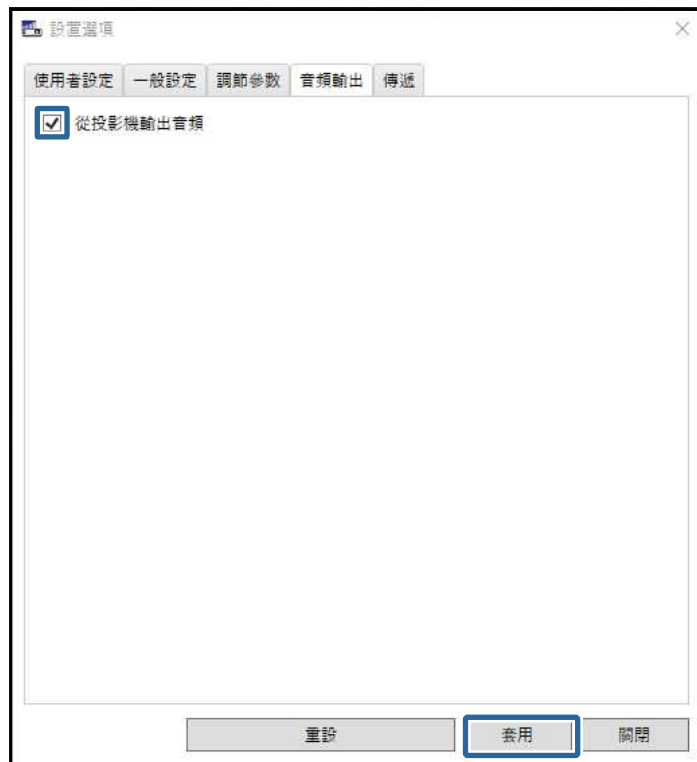 設置選項
使用者設定 一般設定 調節參數 音頻輸出 傳遞
從投影機輸出音頻
重設 套用 關閉